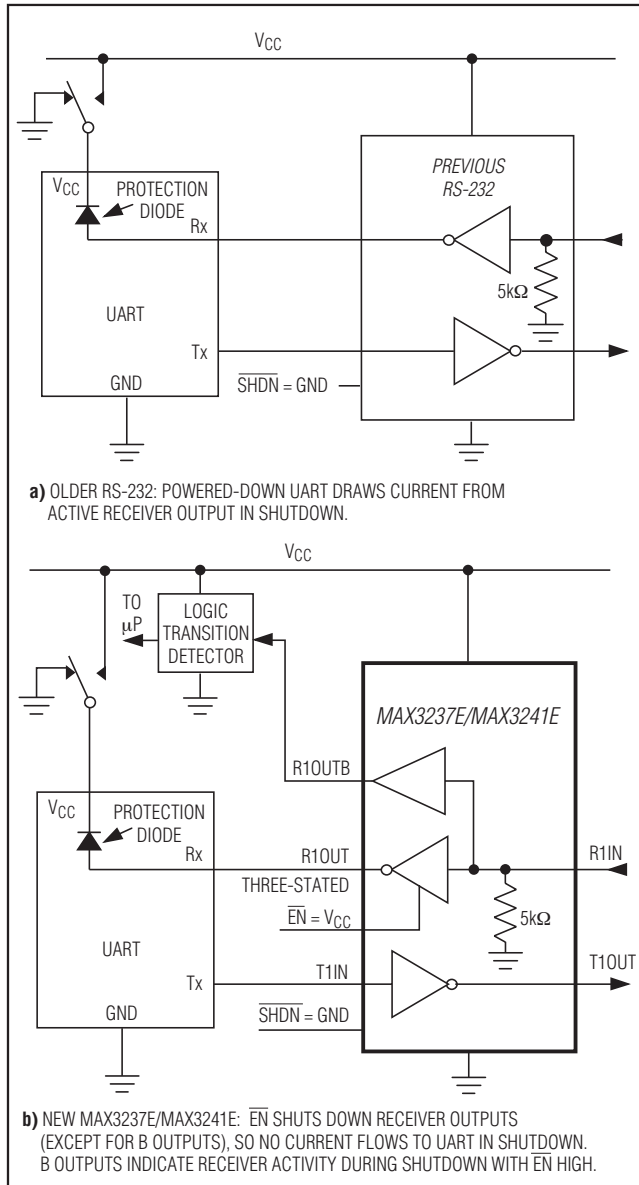 VCC
PREVIOUS
RS-232
VCC
PROTECTION
DIODE
Rx
5kΩ
UART
Tx
GND
SHDN = GND
a) OLDER RS-232: POWERED-DOWN UART DRAWS CURRENT FROM
ACTIVE RECEIVER OUTPUT IN SHUTDOWN.
VCC
TO
μP
LOGIC
TRANSITION
DETECTOR
MAX3237E/MAX3241E
R1OUTB
VCC
PROTECTION
DIODE
Rx
R1OUT
R1IN
THREE-STATED
EN = VCC
5kΩ
UART
T1OUT
Tx
T1IN
GND
SHDN = GND
b) NEW MAX3237E/MAX3241E: EN SHUTS DOWN RECEIVER OUTPUTS
(EXCEPT FOR B OUTPUTS), SO NO CURRENT FLOWS TO UART IN SHUTDOWN.
B OUTPUTS INDICATE RECEIVER ACTIVITY DURING SHUTDOWN WITH EN HIGH.